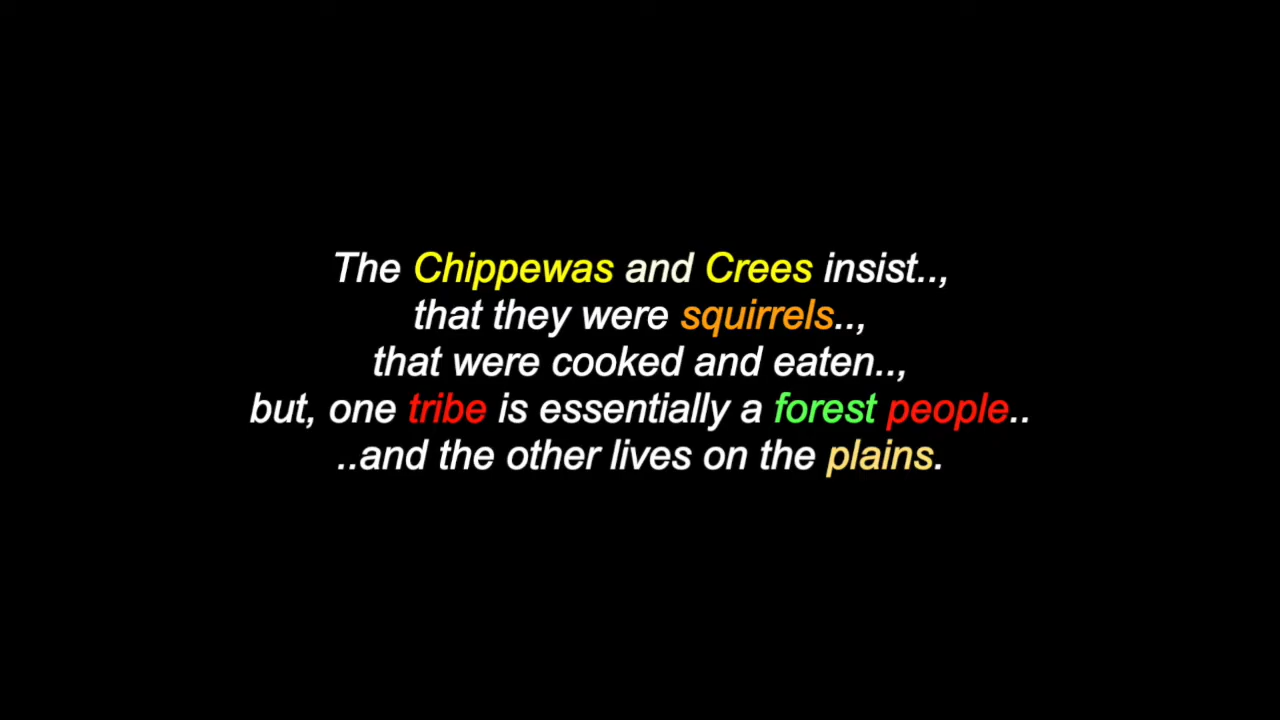 The Chippewas and Crees insist..,
that they were squirrels..,
that were cooked and eaten..,
but, one tribe is essentially a forest people..
..and the other lives on the plains.